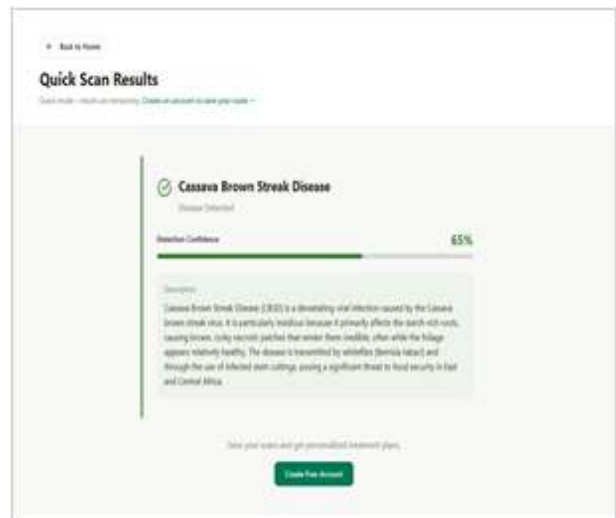 Back to Home
Quick Scan Results
Guest mode - results are temporary. Create an account to save your scans
Cassava Brown Streak Disease
Disease Detected
Detection Confidence
65%
Description
Cassava Brown Streak Disease (CBSD) is a devastating viral infection caused by the Cassava
brown streak virus. It is particularly insidious because it primarily affects the starch-rich roots,
causing brown, corky necrotic patches that render them inedible, often while the foliage
appears relatively healthy. The disease is transmitted by whiteflies (Bemisia tabaci) and
through the use of infected stem cuttings, posing a significant threat to food security in East
and Central Africa.
Save your scans and get personalized treatment plans
Create Free Account